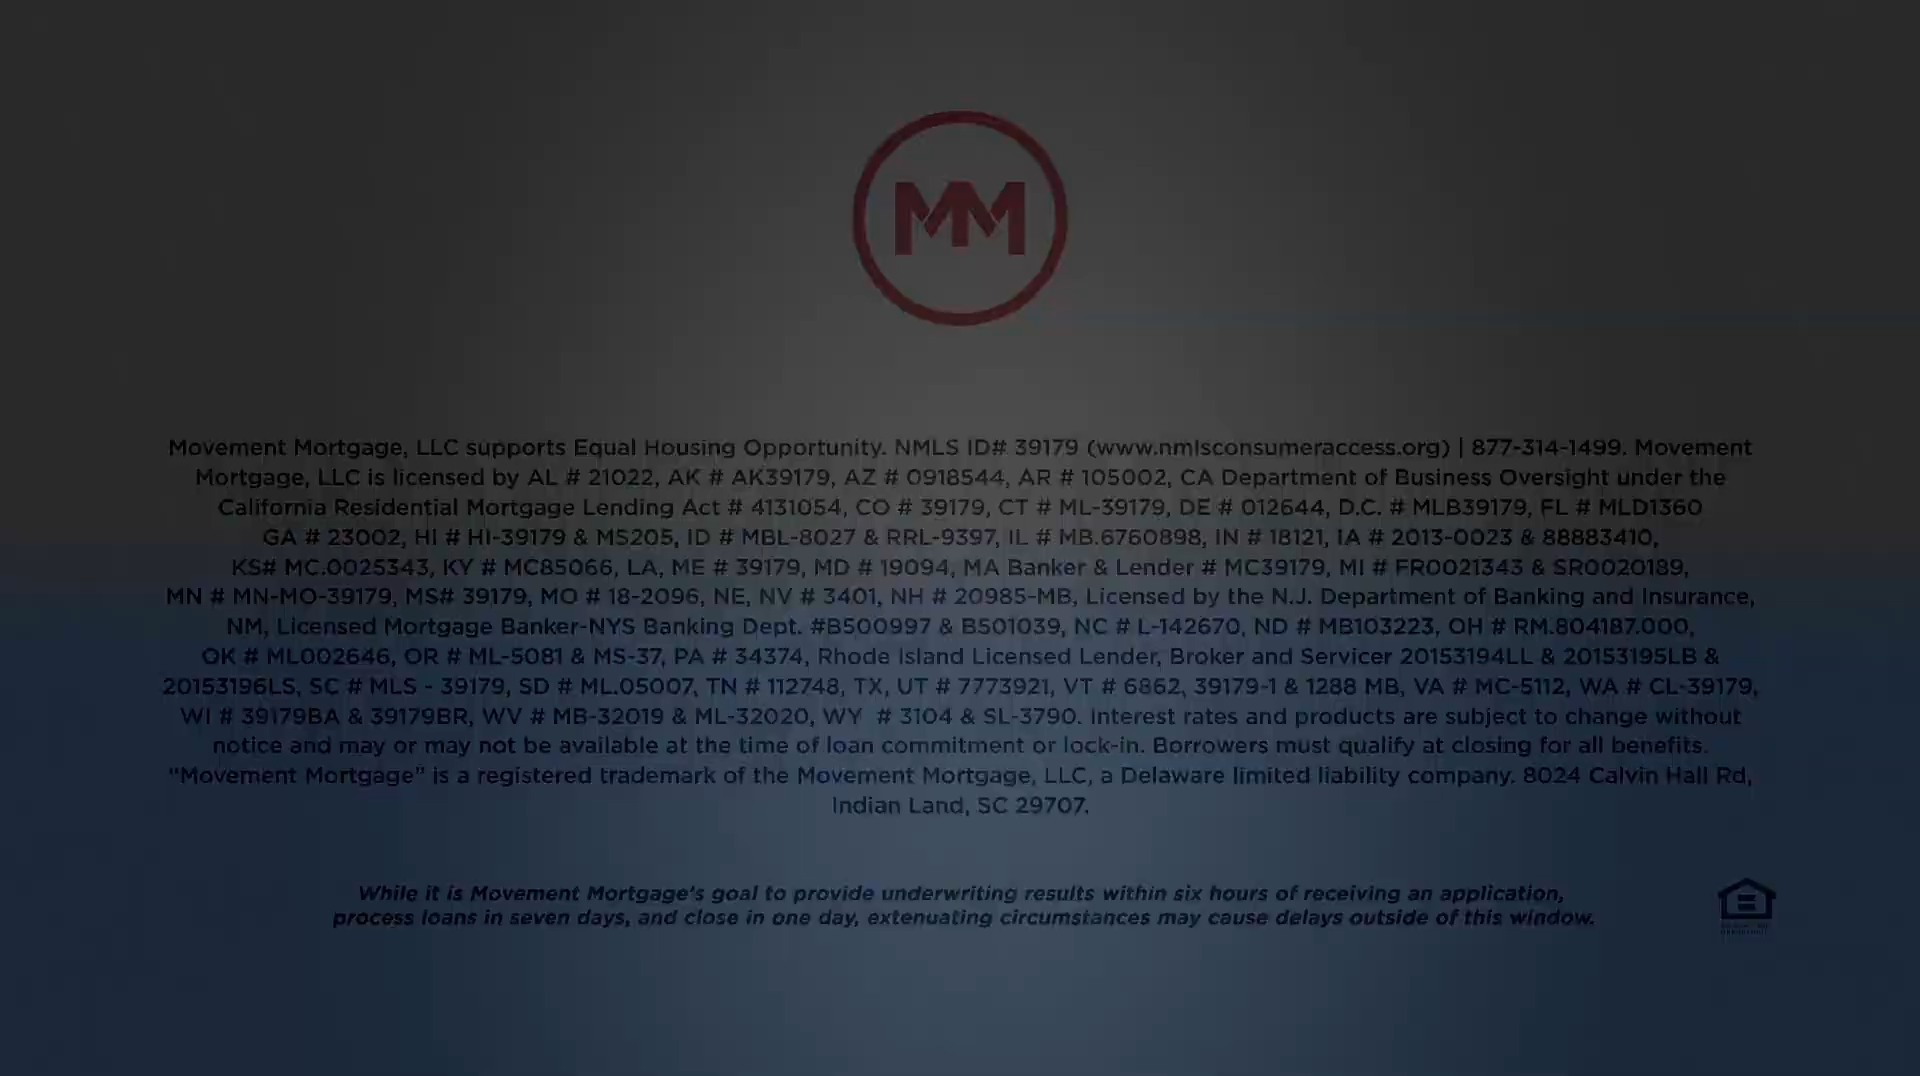 MM
Movement Mortgage, LLC supports Equal Housing Opportunity. NMLS ID# 39179 (www.nmlsconsumeraccess.org) | 877-314-1499. Movement
Mortgage, LLC is licensed by AL # 21022, AK # AK39179, AZ # 0918544, AR # 105002, CA Department of Business Oversight under the
California Residential Mortgage Lending Act # 4131054, CO # 39179, CT # ML-39179, DE # 012644, D.C. # MLB39179, FL # MLD1360
GA # 23002, HI # HI-39179 & MS205, ID # MBL-8027 & RRL-9397, IL # MB.6760898, IN # 18121, IA # 2013-0023 & 88883410,
KS# MC.0025343, KY # MC85066, LA, ME # 39179, MD # 19094, MA Banker & Lender # MC39179, MI # FR0021343 & SR0020189,
MN # MN-MO-39179, MS# 39179, MO # 18-2096, NE, NV # 3401, NH # 20985-MB, Licensed by the N.J. Department of Banking and Insurance,
NM, Licensed Mortgage Banker-NYS Banking Dept. #B500997 & B501039, NC # L-142670, ND # MB103223, OH # RM.804187.000,
OK # ML002646, OR # ML-5081 & MS-37, PA # 34374, Rhode Island Licensed Lender, Broker and Servicer 20153194LL & 20153195LB &
20153196LS, SC # MLS - 39179, SD # ML.05007, TN # 112748, TX, UT # 7773921, VT # 6862, 39179-1 & 1288 MB, VA # MC-5112, WA # CL-39179,
WI # 39179BA & 39179BR, WV # MB-32019 & ML-32020, WY # 3104 & SL-3790. Interest rates and products are subject to change without
notice and may or may not be available at the time of loan commitment or lock-in. Borrowers must qualify at closing for all benefits.
“Movement Mortgage” is a registered trademark of the Movement Mortgage, LLC, a Delaware limited liability company. 8024 Calvin Hall Rd,
Indian Land, SC 29707.
While it is Movement Mortgage's goal to provide underwriting results within six hours of receiving an application,
process loans in seven days, and close in one day, extenuating circumstances may cause delays outside of this window.